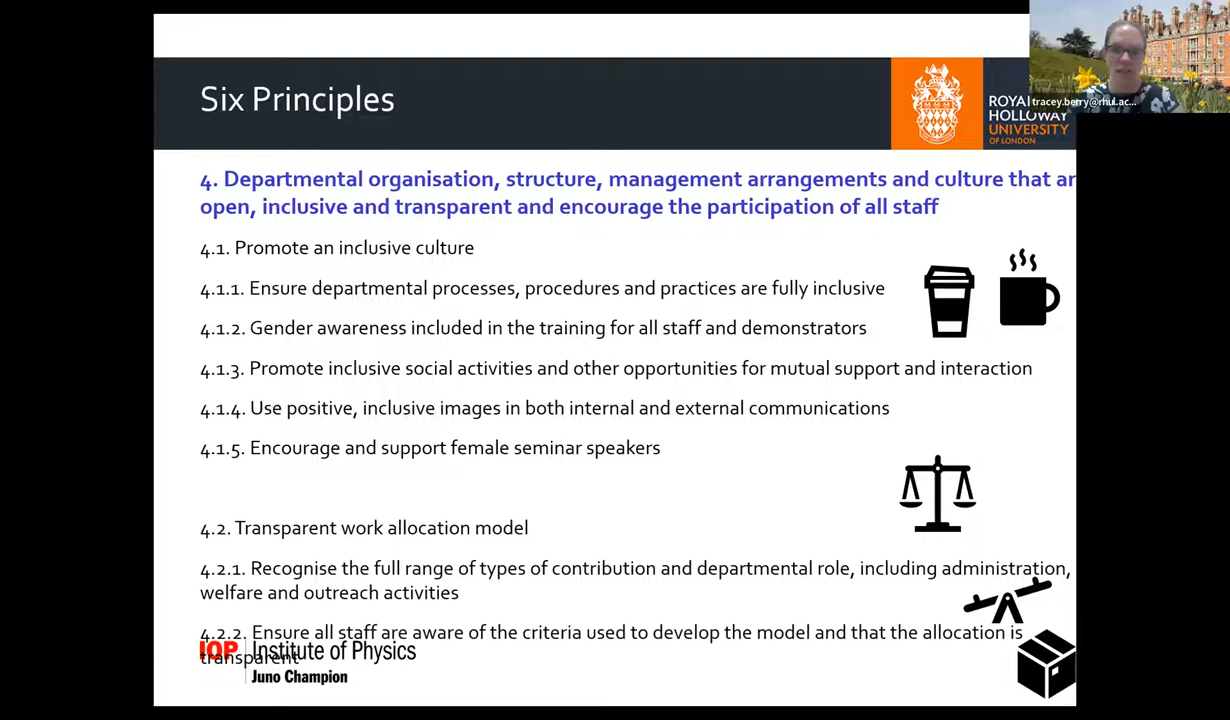 Six Principles
ROYAL
HOLLOWAY
UNIVERSITY
OF LONDON
tracey.berry@rhul.ac...
4. Departmental organisation, structure, management arrangements and culture that ar
open, inclusive and transparent and encourage the participation of all staff
4.1. Promote an inclusive culture
4.1.1. Ensure departmental processes, procedures and practices are fully inclusive
4.1.2. Gender awareness included in the training for all staff and demonstrators
4.1.3. Promote inclusive social activities and other opportunities for mutual support and interaction
4.1.4. Use positive, inclusive images in both internal and external communications
4.1.5. Encourage and support female seminar speakers
4.2. Transparent work allocation model
4.2.1. Recognise the full range of types of contribution and departmental role, including administration,
welfare and outreach activities
4.2.2. Ensure all staff are aware of the criteria used to develop the model and that the allocation is
transparent
IOP Institute of Physics
Juno Champion